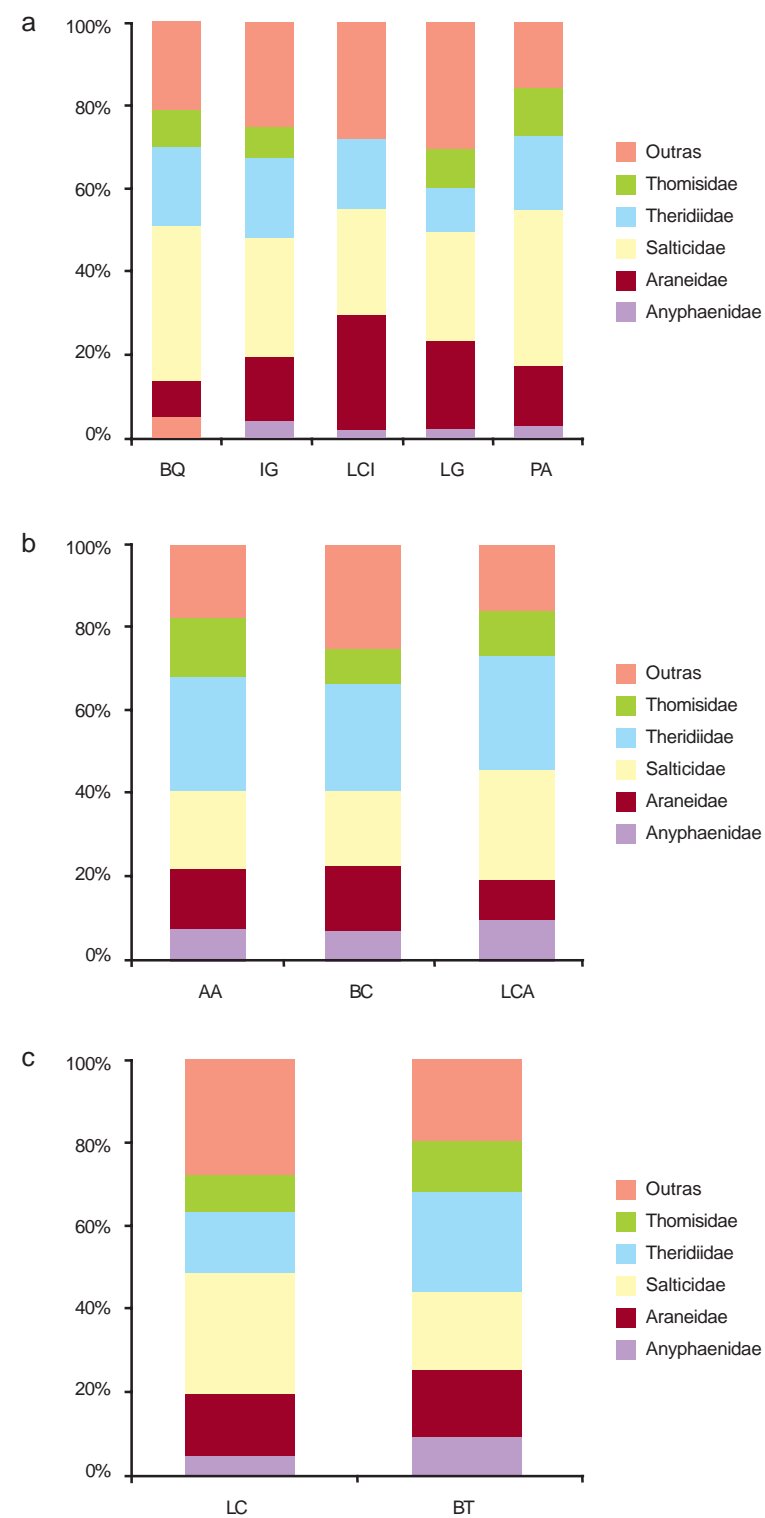 a
100%
80%
60%
40%
20%
0%
BQ IG LCI LG PA
Outras
Thomisidae
Theridiidae
Salticidae
Araneidae
Anyphaenidae
b
100%
80%
60%
40%
20%
0%
AA BC LCA
Outras
Thomisidae
Theridiidae
Salticidae
Araneidae
Anyphaenidae
c
100%
80%
60%
40%
20%
0%
LC BT
Outras
Thomisidae
Theridiidae
Salticidae
Araneidae
Anyphaenidae